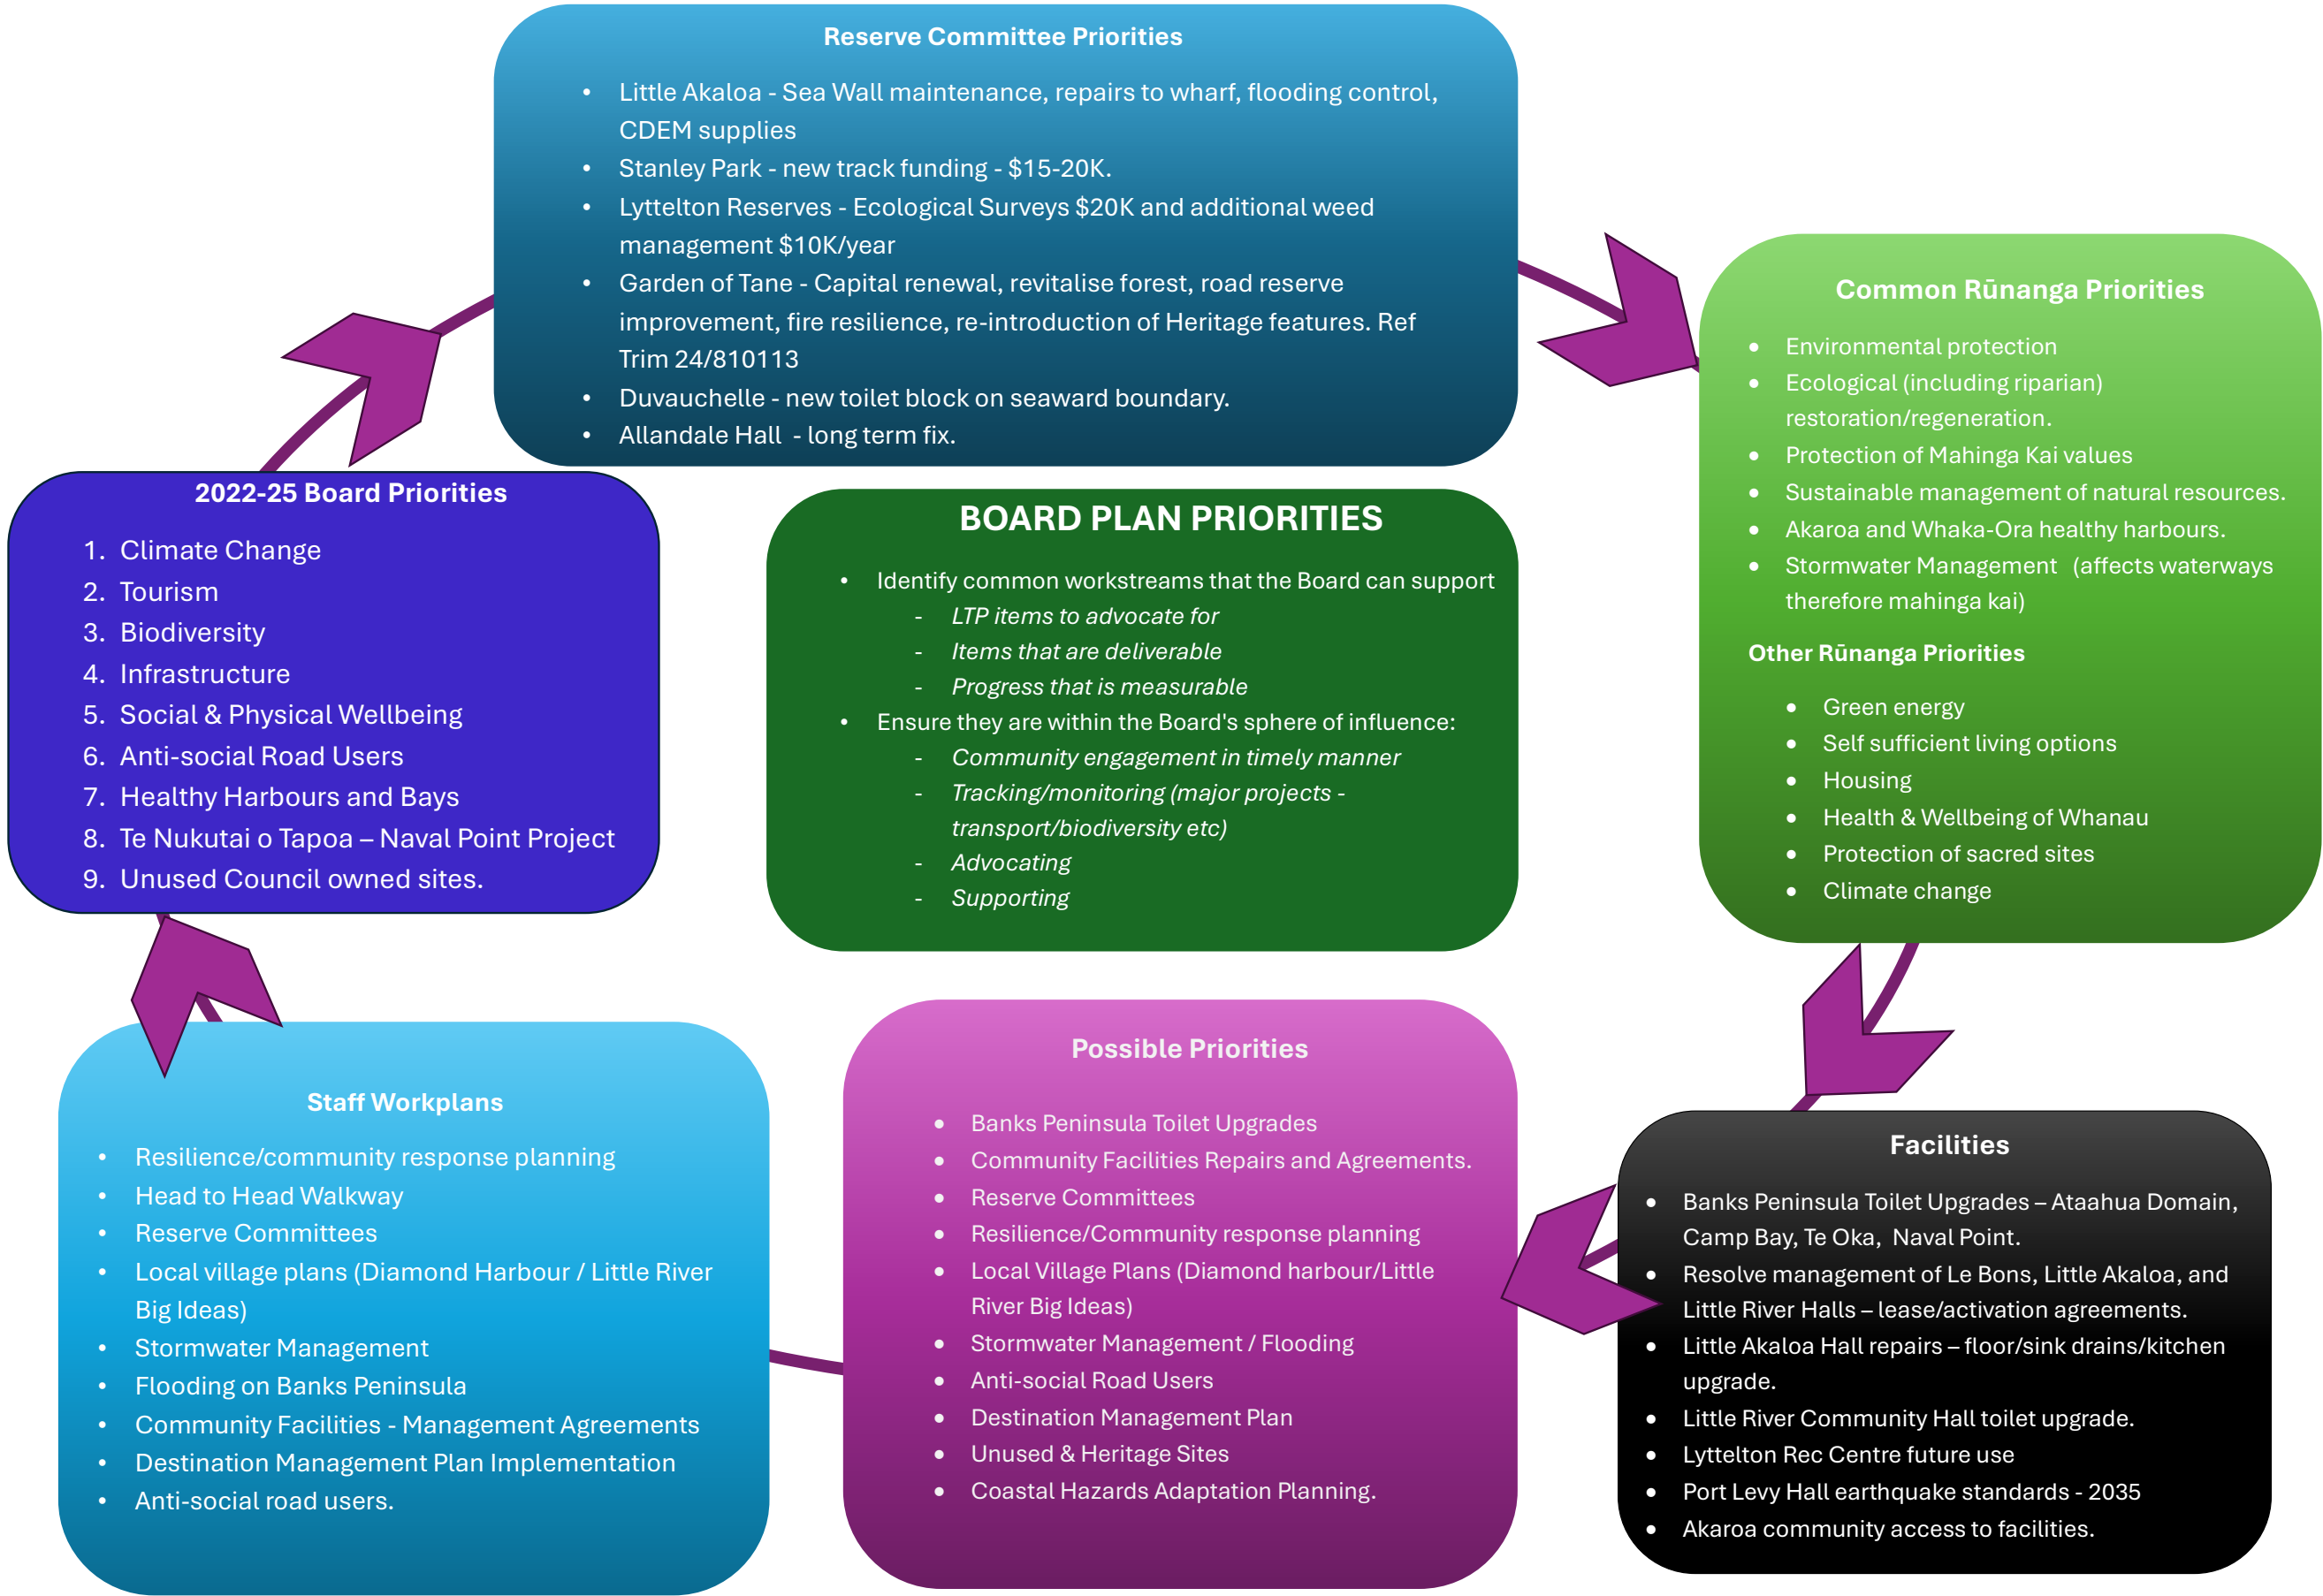 Reserve Committee Priorities
• Little Akaloa - Sea Wall maintenance, repairs to wharf, flooding control,
CDEM supplies
• Stanley Park - new track funding - $15-20K.
• Lyttelton Reserves - Ecological Surveys $20K and additional weed
management $10K/year
• Garden of Tane - Capital renewal, revitalise forest, road reserve
improvement, fire resilience, re-introduction of Heritage features. Ref
Trim 24/810113
• Duvauchelle - new toilet block on seaward boundary.
• Allandale Hall - long term fix.
Common Rūnanga Priorities
• Environmental protection
• Ecological (including riparian)
restoration/regeneration.
• Protection of Mahinga Kai values
• Sustainable management of natural resources.
• Akaroa and Whaka-Ora healthy harbours.
• Stormwater Management (affects waterways
therefore mahinga kai)
Other Rūnanga Priorities
• Green energy
• Self sufficient living options
• Housing
• Health & Wellbeing of Whanau
• Protection of sacred sites
• Climate change
2022-25 Board Priorities
1. Climate Change
2. Tourism
3. Biodiversity
4. Infrastructure
5. Social & Physical Wellbeing
6. Anti-social Road Users
7. Healthy Harbours and Bays
8. Te Nukutai o Tapoa – Naval Point Project
9. Unused Council owned sites.
BOARD PLAN PRIORITIES
• Identify common workstreams that the Board can support
- LTP items to advocate for
- Items that are deliverable
- Progress that is measurable
• Ensure they are within the Board's sphere of influence:
- Community engagement in timely manner
- Tracking/monitoring (major projects -
transport/biodiversity etc)
- Advocating
- Supporting
Staff Workplans
• Resilience/community response planning
• Head to Head Walkway
• Reserve Committees
• Local village plans (Diamond Harbour / Little River
Big Ideas)
• Stormwater Management
• Flooding on Banks Peninsula
• Community Facilities - Management Agreements
• Destination Management Plan Implementation
• Anti-social road users.
Possible Priorities
• Banks Peninsula Toilet Upgrades
• Community Facilities Repairs and Agreements.
• Reserve Committees
• Resilience/Community response planning
• Local Village Plans (Diamond harbour/Little
River Big Ideas)
• Stormwater Management / Flooding
• Anti-social Road Users
• Destination Management Plan
• Unused & Heritage Sites
• Coastal Hazards Adaptation Planning.
Facilities
• Banks Peninsula Toilet Upgrades – Ataahua Domain,
Camp Bay, Te Oka, Naval Point.
• Resolve management of Le Bons, Little Akaloa, and
Little River Halls – lease/activation agreements.
• Little Akaloa Hall repairs – floor/sink drains/kitchen
upgrade.
• Little River Community Hall toilet upgrade.
• Lyttelton Rec Centre future use
• Port Levy Hall earthquake standards - 2035
• Akaroa community access to facilities.